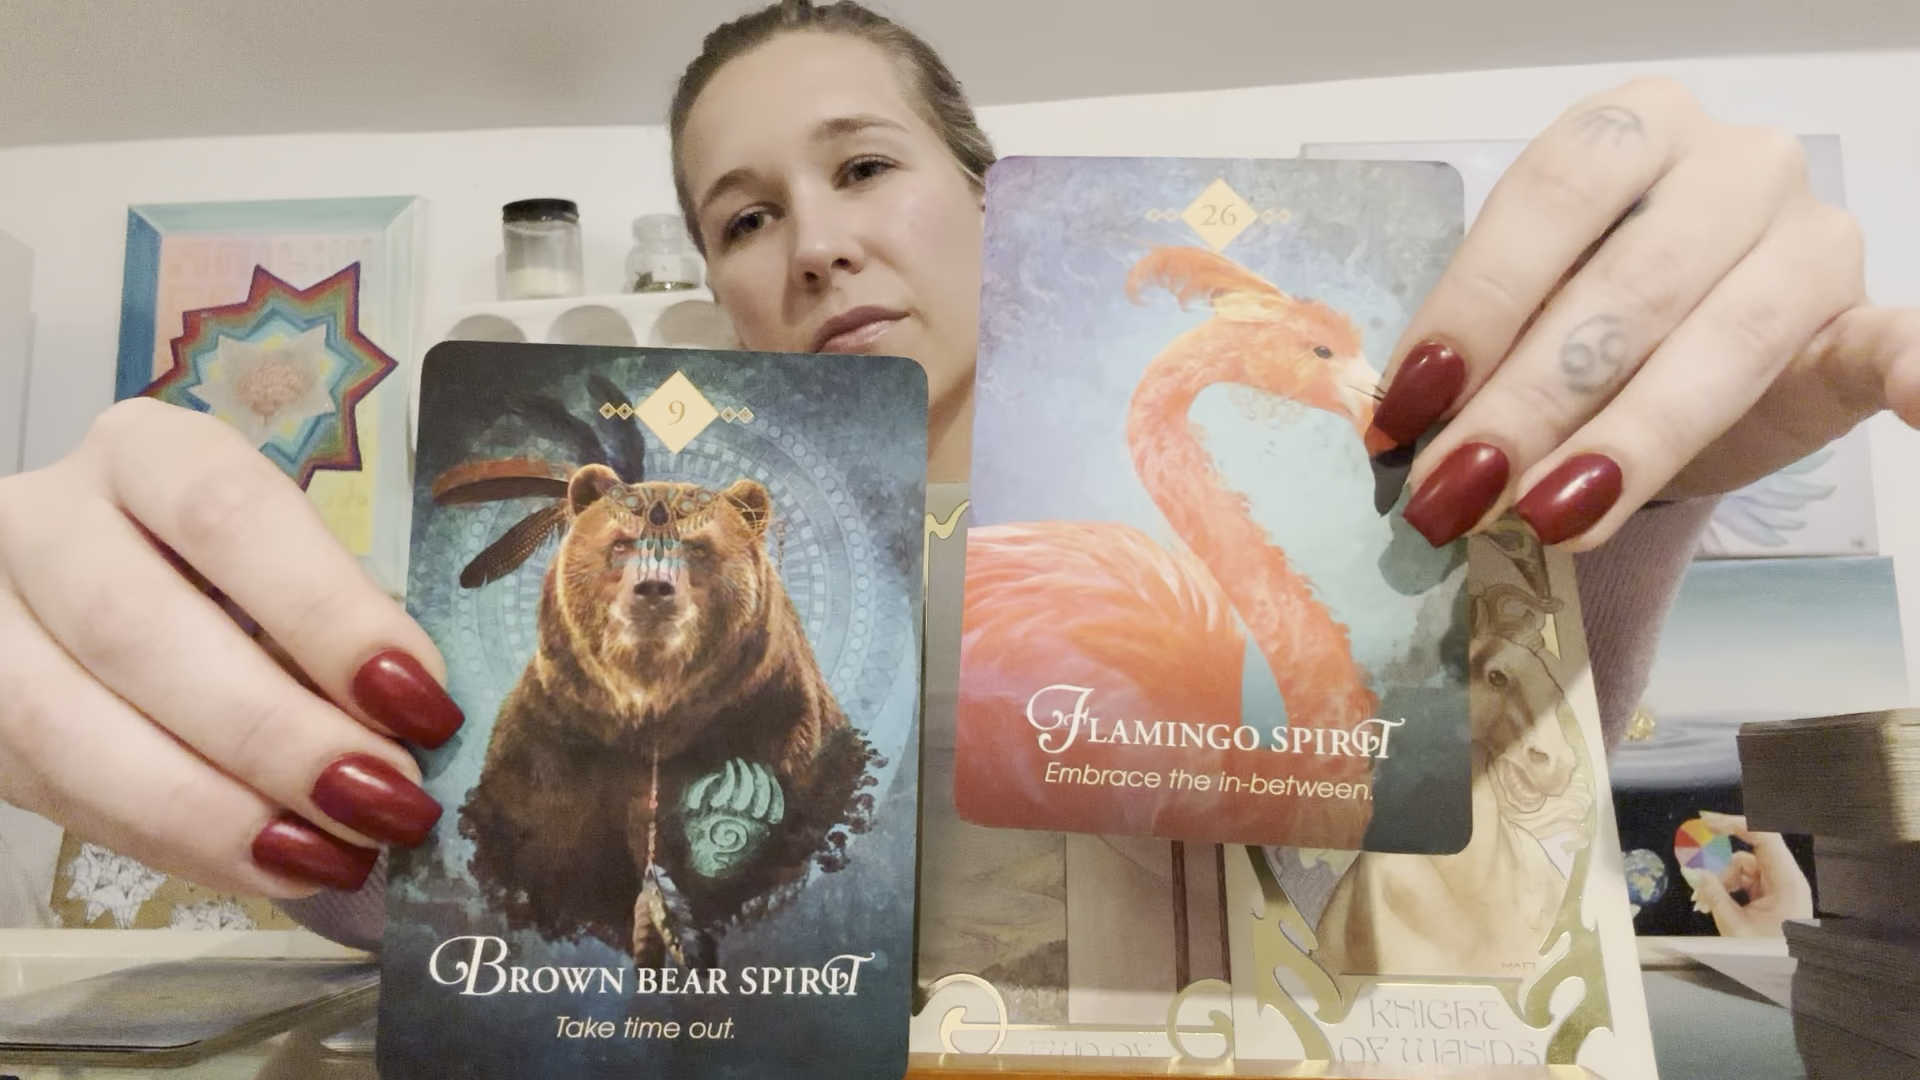 9
BROWN BEAR SPIRIT
Take time out.
26
FLAMINGO SPIRIT
Embrace the in-between.
KNIGHT
OF WANDS